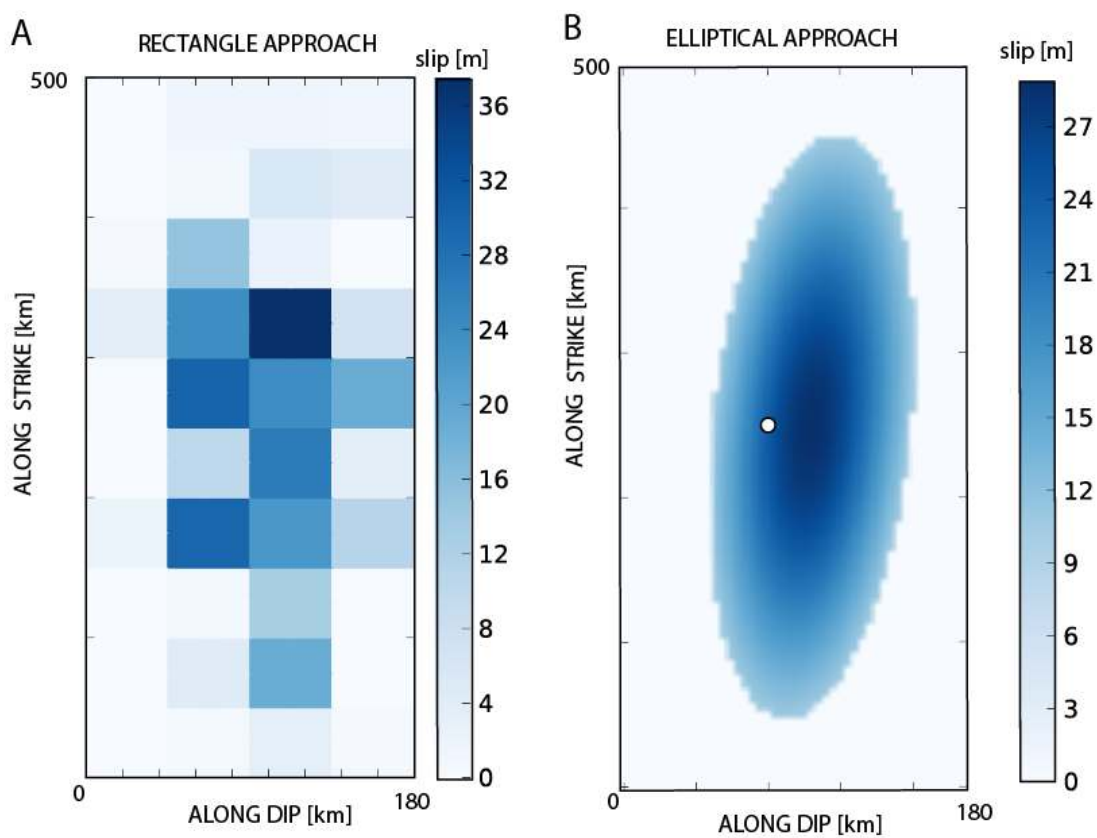 A
RECTANGLE APPROACH
slip [m]
500
36
32
28
24
20
16
12
8
4
0
ALONG STRIKE [km]
0
180
ALONG DIP [km]
B
ELLIPTICAL APPROACH
slip [m]
500
27
24
21
18
15
12
9
6
3
0
ALONG STRIKE [km]
0
180
ALONG DIP [km]